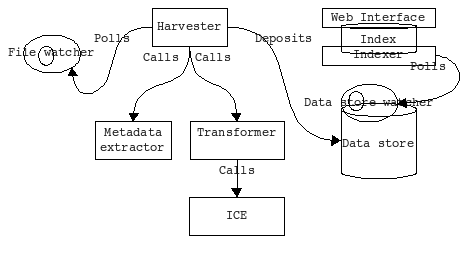 Harvester
Web Interface
Index
Indexer
File watcher
Polls
Calls
Calls
Deposits
Polls
Data store watcher
Metadata
extractor
Transformer
Data store
Calls
ICE